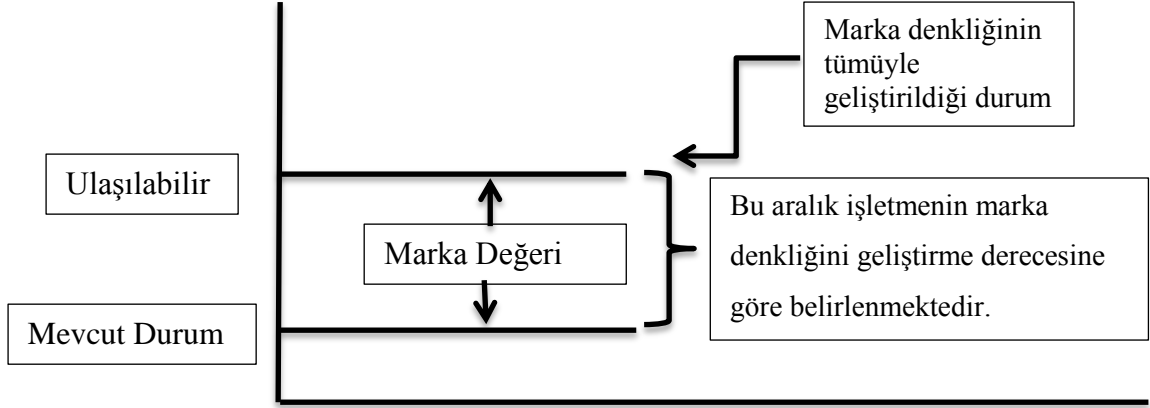 Marka denkliğinin
tümüyle
geliştirildiği durum
Ulaşılabilir
Bu aralık işletmenin marka
denkliğini geliştirme derecesine
göre belirlenmektedir.
Marka Değeri
Mevcut Durum